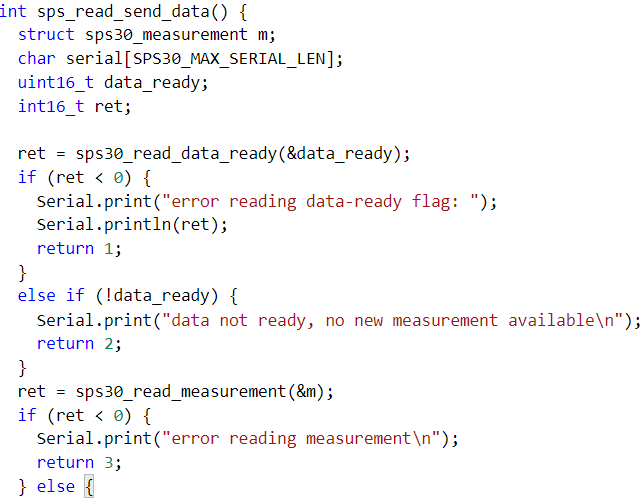 int sps_read_send_data() {
  struct sps30_measurement m;
  char serial[SPS30_MAX_SERIAL_LEN];
  uint16_t data_ready;
  int16_t ret;

  ret = sps30_read_data_ready(&data_ready);
  if (ret < 0) {
    Serial.print("error reading data-ready flag: ");
    Serial.println(ret);
    return 1;
  }
  else if (!data_ready) {
    Serial.print("data not ready, no new measurement available\n");
    return 2;
  }
  ret = sps30_read_measurement(&m);
  if (ret < 0) {
    Serial.print("error reading measurement\n");
    return 3;
  } else {